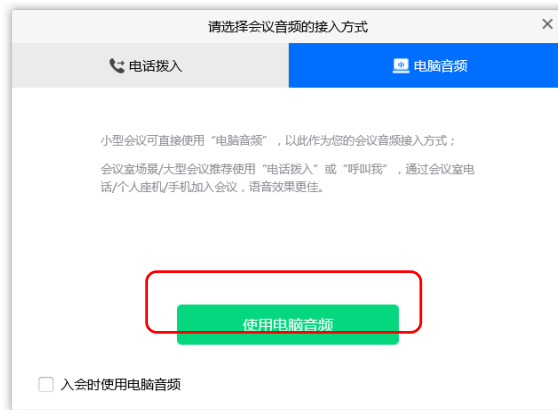 请选择会议音频的接入方式
电话拨入
电脑音频
小型会议可直接使用“电脑音频”，以此作为您的会议音频接入方式；
会议室场景/大型会议推荐使用“电话拨入”或“呼叫我”，通过会议室电
话/个人座机/手机加入会议，语音效果更佳。
使用电脑音频
入会时使用电脑音频